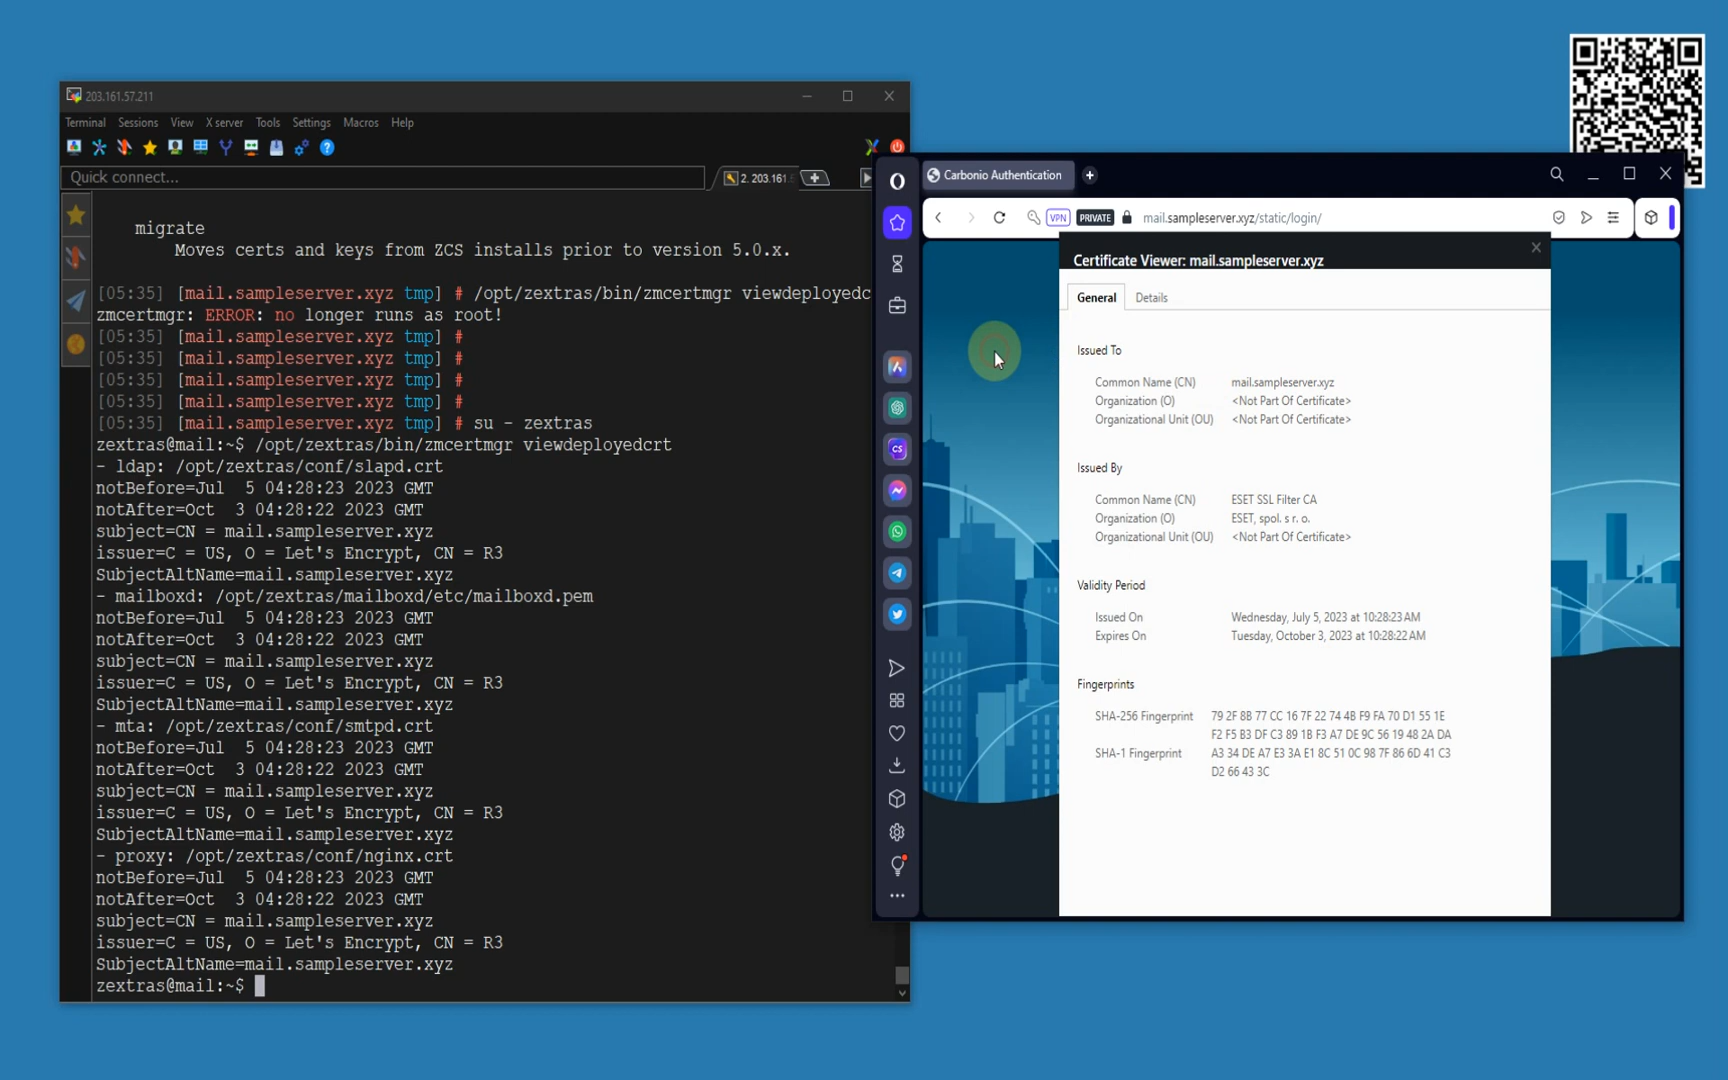 203.161.57.211
Terminal Sessions View X server Tools Settings Macros Help
Quick connect...
2. 203.161.
migrate
Moves certs and keys from ZCS installs prior to version 5.0.x.
[05:35] [mail.sampleserver.xyz tmp] # /opt/zextras/bin/zmcertmgr viewdeployedc
zmcertmgr: ERROR: no longer runs as root!
[05:35] [mail.sampleserver.xyz tmp] #
[05:35] [mail.sampleserver.xyz tmp] #
[05:35] [mail.sampleserver.xyz tmp] #
[05:35] [mail.sampleserver.xyz tmp] #
[05:35] [mail.sampleserver.xyz tmp] # su - zextras
zextras@mail:~$ /opt/zextras/bin/zmcertmgr viewdeployedcrt
- ldap: /opt/zextras/conf/slapd.crt
notBefore=Jul  5 04:28:23 2023 GMT
notAfter=Oct  3 04:28:22 2023 GMT
subject=CN = mail.sampleserver.xyz
issuer=C = US, O = Let's Encrypt, CN = R3
SubjectAltName=mail.sampleserver.xyz
- mailboxd: /opt/zextras/mailboxd/etc/mailboxd.pem
notBefore=Jul  5 04:28:23 2023 GMT
notAfter=Oct  3 04:28:22 2023 GMT
subject=CN = mail.sampleserver.xyz
issuer=C = US, O = Let's Encrypt, CN = R3
SubjectAltName=mail.sampleserver.xyz
- mta: /opt/zextras/conf/smtpd.crt
notBefore=Jul  5 04:28:23 2023 GMT
notAfter=Oct  3 04:28:22 2023 GMT
subject=CN = mail.sampleserver.xyz
issuer=C = US, O = Let's Encrypt, CN = R3
SubjectAltName=mail.sampleserver.xyz
- proxy: /opt/zextras/conf/nginx.crt
notBefore=Jul  5 04:28:23 2023 GMT
notAfter=Oct  3 04:28:22 2023 GMT
subject=CN = mail.sampleserver.xyz
issuer=C = US, O = Let's Encrypt, CN = R3
SubjectAltName=mail.sampleserver.xyz
zextras@mail:~$
Carbonio Authentication
VPN PRIVATE mail.sampleserver.xyz/static/login/
CS
Certificate Viewer: mail.sampleserver.xyz
General Details
Issued To
Common Name (CN) mail.sampleserver.xyz
Organization (O) <Not Part Of Certificate>
Organizational Unit (OU) <Not Part Of Certificate>
Issued By
Common Name (CN) ESET SSL Filter CA
Organization (O) ESET, spol. s r. o.
Organizational Unit (OU) <Not Part Of Certificate>
Validity Period
Issued On Wednesday, July 5, 2023 at 10:28:23 AM
Expires On Tuesday, October 3, 2023 at 10:28:22 AM
Fingerprints
SHA-256 Fingerprint 79 2F 8B 77 CC 16 7F 22 74 4B F9 FA 70 D1 55 1E
F2 F5 B3 DF C3 89 1B F3 A7 DE 9C 56 19 48 2A DA
SHA-1 Fingerprint A3 34 DE A7 E3 3A E1 8C 51 0C 98 7F 86 6D 41 C3
D2 66 43 3C